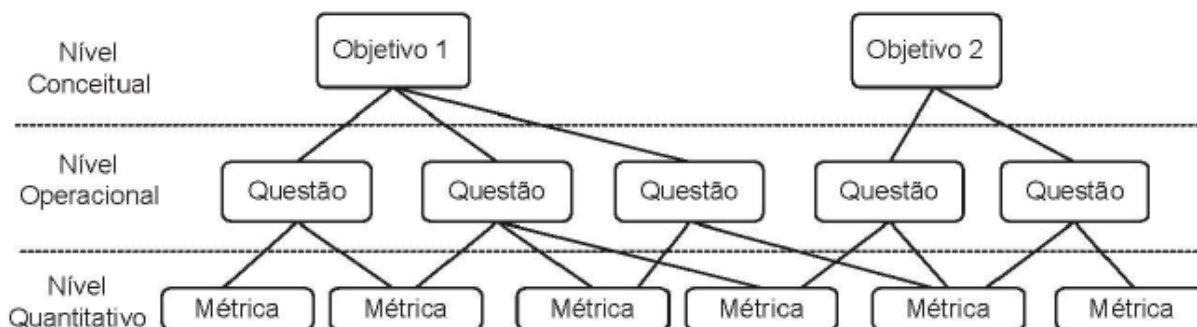 Nível
Conceitual
Objetivo 1
Objetivo 2
Nível
Operacional
Questão
Questão
Questão
Questão
Questão
Nível
Quantitativo
Métrica
Métrica
Métrica
Métrica
Métrica
Métrica